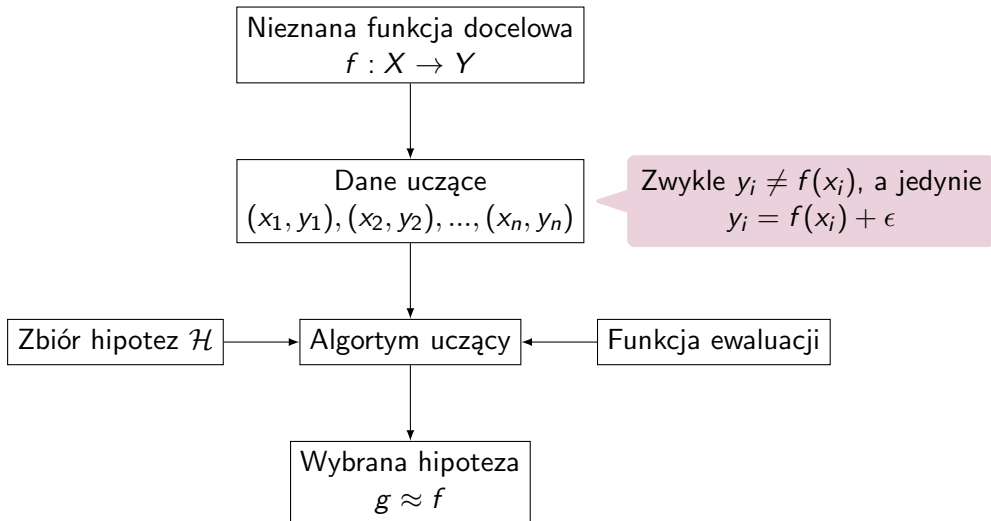 Nieznana funkcja docelowa
f : X → Y
Dane uczące
(x₁, y₁), (x₂, y₂), ..., (xₙ, yₙ)
Zwykle yᵢ ≠ f(xᵢ), a jedynie
yᵢ = f(xᵢ) + ϵ
Zbiór hipotez ℋ
Algortym uczący
Funkcja ewaluacji
Wybrana hipoteza
g ≈ f